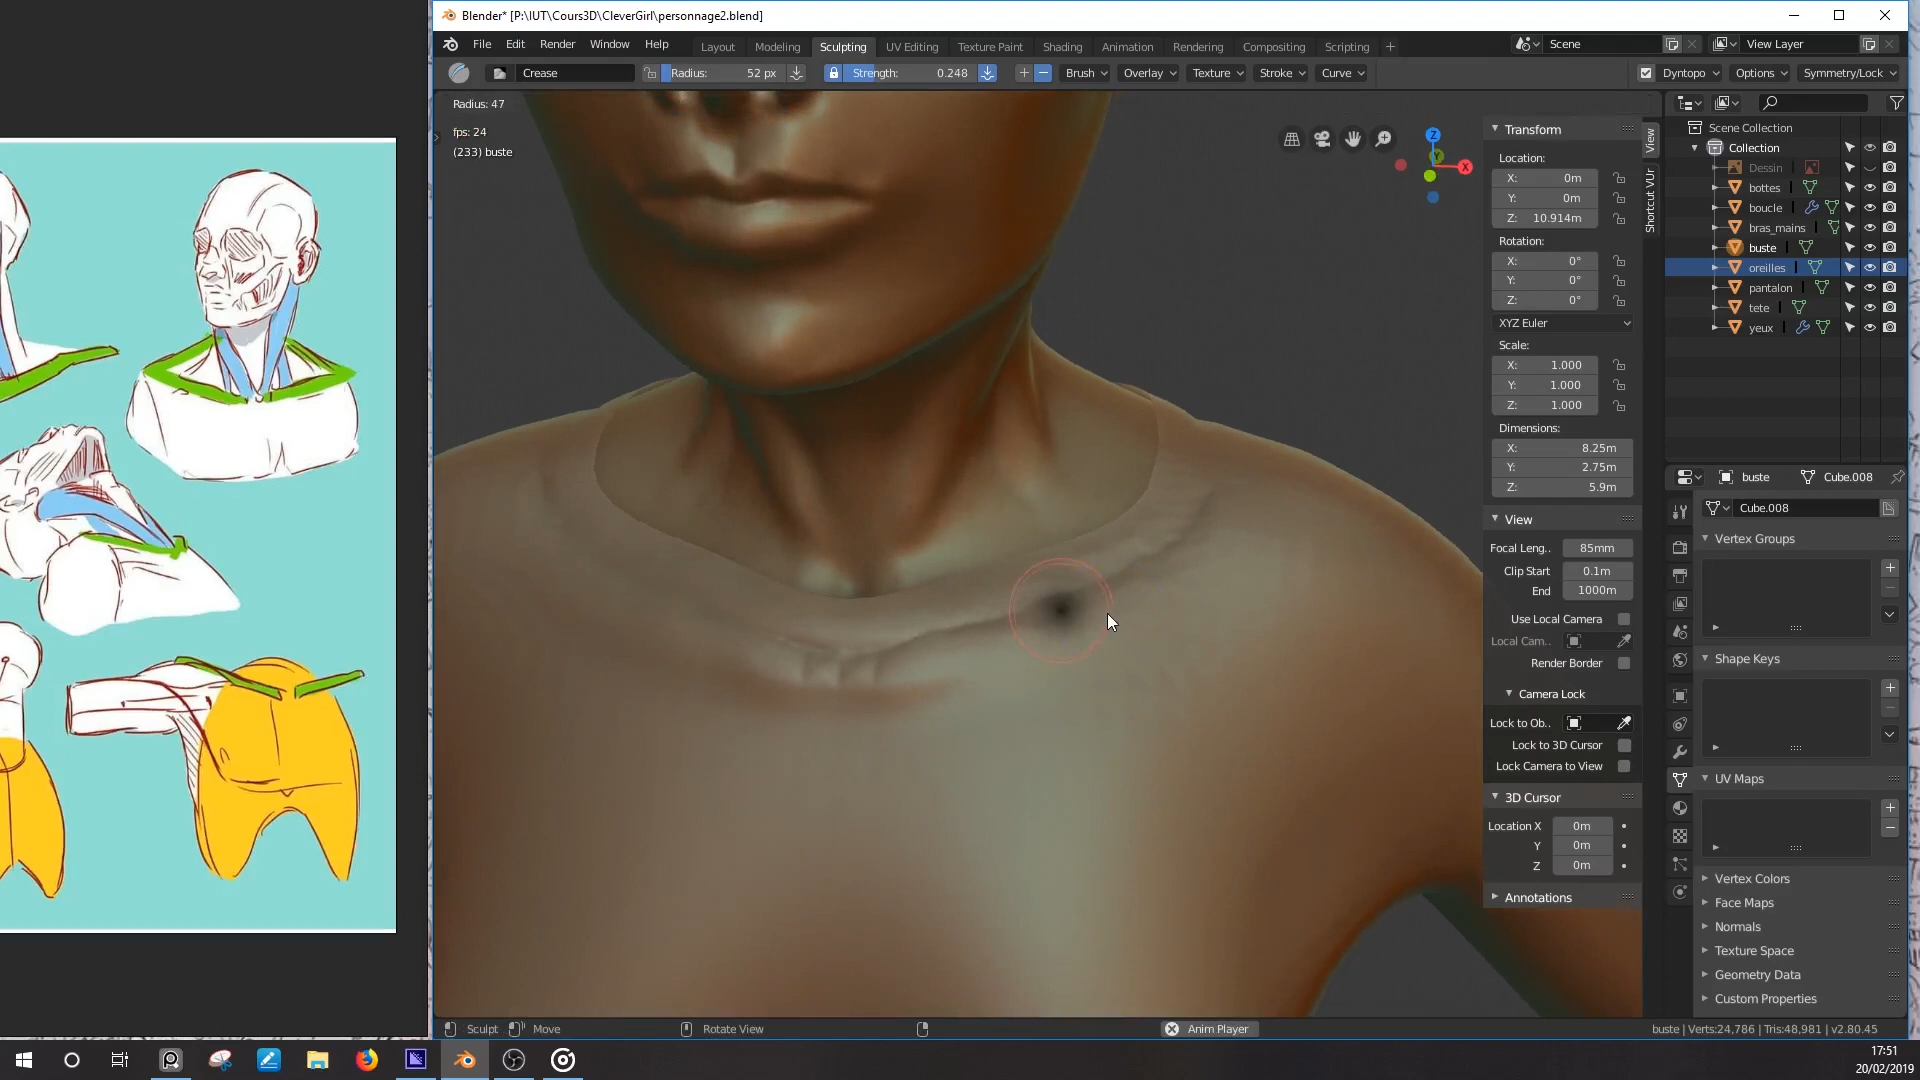 Blender* [P:\IUT\Cours3D\CleverGirl\personnage2.blend]
File Edit Render Window Help Layout Modeling Sculpting UV Editing Texture Paint Shading Animation Rendering Compositing Scripting + Scene View Layer
Crease Radius: 52 px Strength: 0.248 Brush Overlay Texture Stroke Curve Dyntopo Options Symmetry/Lock
Radius: 47
fps: 24
(233) buste
Z
Y
X
Transform
Location:
X: 0m
Y: 0m
Z: 10.914m
Rotation:
X: 0°
Y: 0°
Z: 0°
XYZ Euler
Scale:
X: 1.000
Y: 1.000
Z: 1.000
Dimensions:
X: 8.25m
Y: 2.75m
Z: 5.9m
View
Focal Leng.. 85mm
Clip Start 0.1m
End 1000m
Use Local Camera
Local Cam..
Render Border
Camera Lock
Lock to Ob..
Lock to 3D Cursor
Lock Camera to View
3D Cursor
Location X 0m
Y 0m
Z 0m
Annotations
View
Shortcut VUr
Scene Collection
Collection
Dessin
bottes
boucle
bras_mains
buste
oreilles
pantalon
tete
yeux
buste Cube.008
Cube.008
Vertex Groups
Shape Keys
UV Maps
Vertex Colors
Face Maps
Normals
Texture Space
Geometry Data
Custom Properties
Sculpt Move Rotate View Anim Player buste | Verts:24,786 | Tris:48,981 | v2.80.45
17:51
20/02/2019